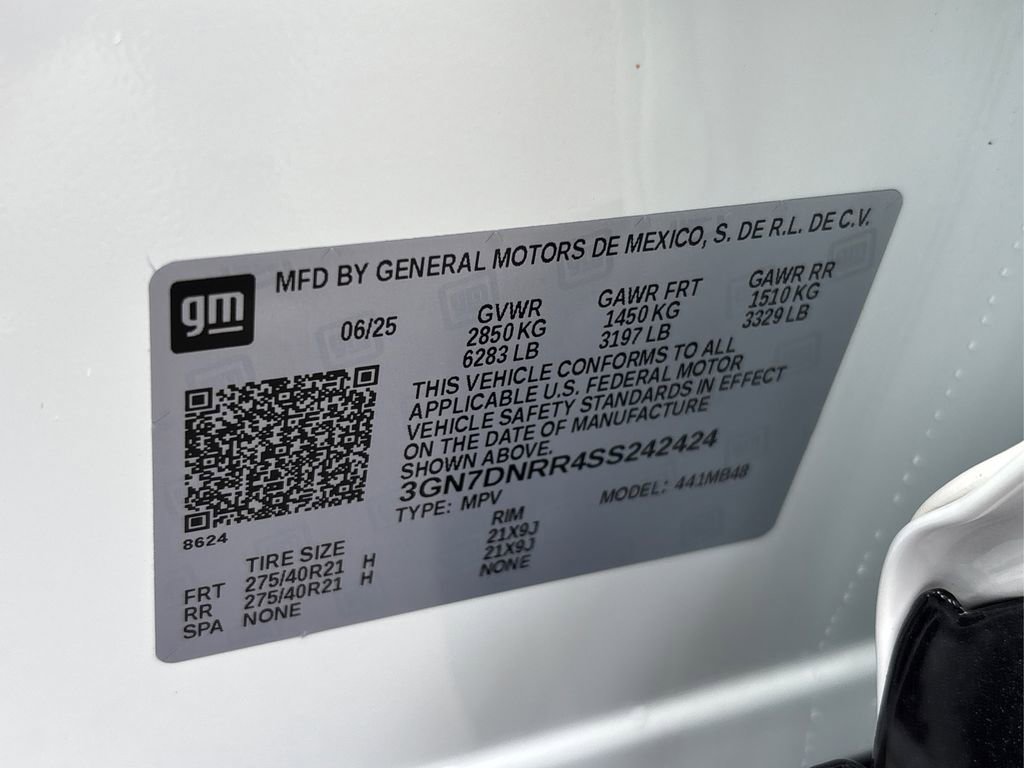 gm
MFD BY GENERAL MOTORS DE MEXICO, S. DE R.L. DE C.V.
06/25
GVWR
2850 KG
6283 LB
GAWR FRT
1450 KG
3197 LB
GAWR RR
1510 KG
3329 LB
THIS VEHICLE CONFORMS TO ALL
APPLICABLE U.S. FEDERAL MOTOR
VEHICLE SAFETY STANDARDS IN EFFECT
ON THE DATE OF MANUFACTURE
SHOWN ABOVE.
3GN7DNRR4SS242424
TYPE: MPV MODEL: 441MB48
8624
TIRE SIZE RIM
FRT 275/40R21 H 21X9J
RR 275/40R21 H 21X9J
SPA NONE NONE